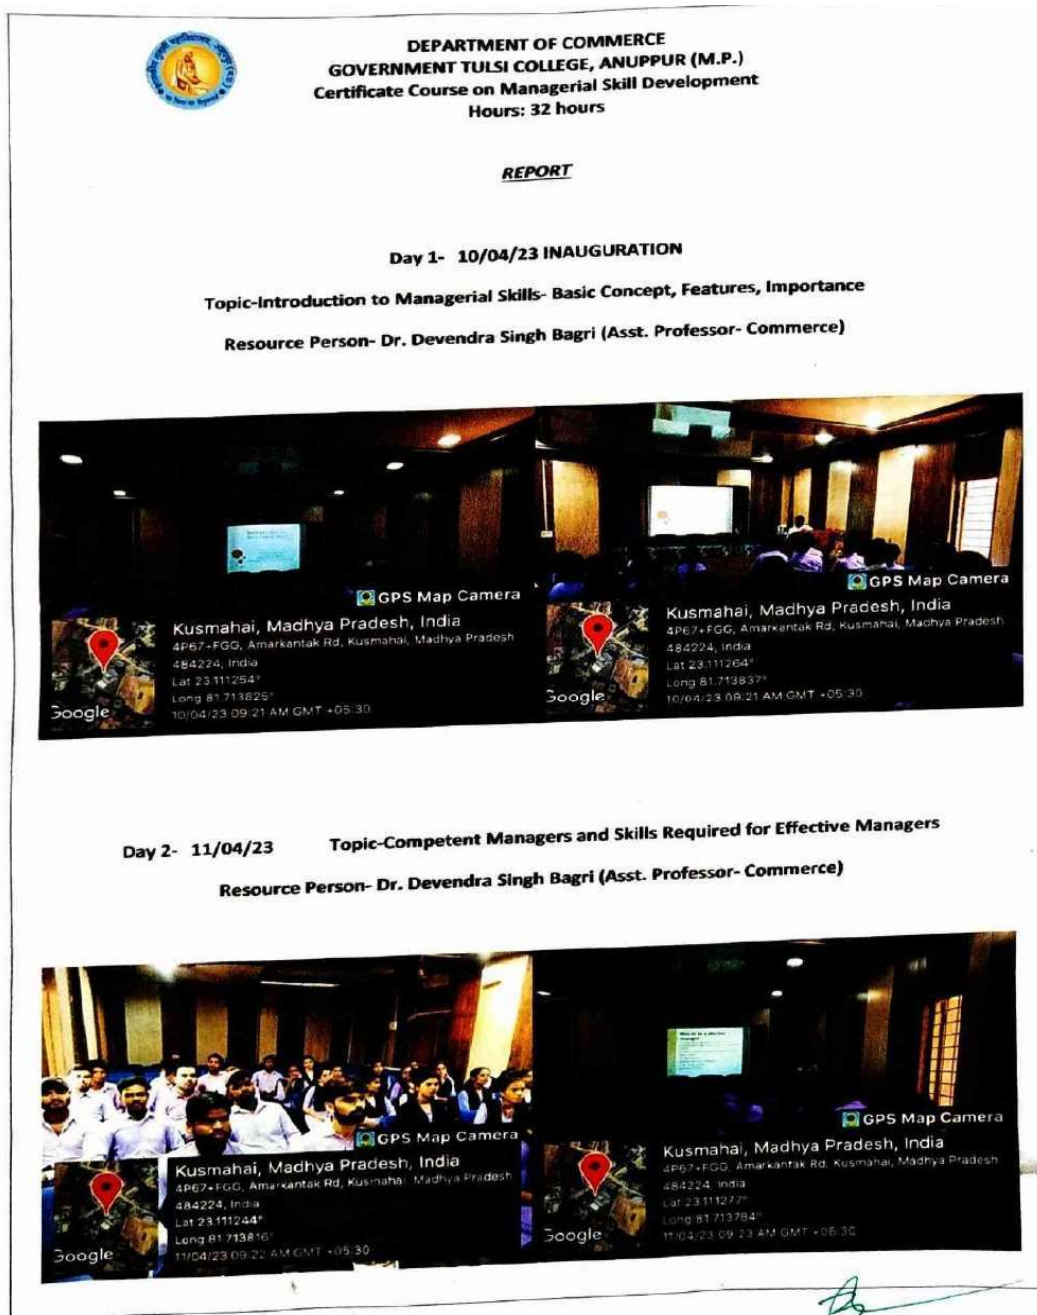 DEPARTMENT OF COMMERCE
GOVERNMENT TULSI COLLEGE, ANUPPUR (M.P.)
Certificate Course on Managerial Skill Development
Hours: 32 hours
REPORT
Day 1- 10/04/23 INAUGURATION
Topic-Introduction to Managerial Skills- Basic Concept, Features, Importance
Resource Person- Dr. Devendra Singh Bagri (Asst. Professor- Commerce)
GPS Map Camera
Kusmahai, Madhya Pradesh, India
4P67+FGG, Amarkantak Rd, Kusmahai, Madhya Pradesh
484224, India
Lat 23.111254°
Long 81.713825°
10/04/23 09:21 AM GMT +05:30
Google
GPS Map Camera
Kusmahai, Madhya Pradesh, India
4P67+FGG, Amarkantak Rd, Kusmahai, Madhya Pradesh
484224, India
Lat 23.111264°
Long 81.713837°
10/04/23 09:21 AM GMT +05:30
Google
Day 2- 11/04/23 Topic-Competent Managers and Skills Required for Effective Managers
Resource Person- Dr. Devendra Singh Bagri (Asst. Professor- Commerce)
GPS Map Camera
Kusmahai, Madhya Pradesh, India
4P67+FGG, Amarkantak Rd, Kusmahai, Madhya Pradesh
484224, India
Lat 23.111244°
Long 81.713816°
11/04/23 09:22 AM GMT +05:30
Google
GPS Map Camera
Kusmahai, Madhya Pradesh, India
4P67+FGG, Amarkantak Rd, Kusmahai, Madhya Pradesh
484224, India
Lat 23.111277°
Long 81.713784°
11/04/23 09:23 AM GMT +05:30
Google